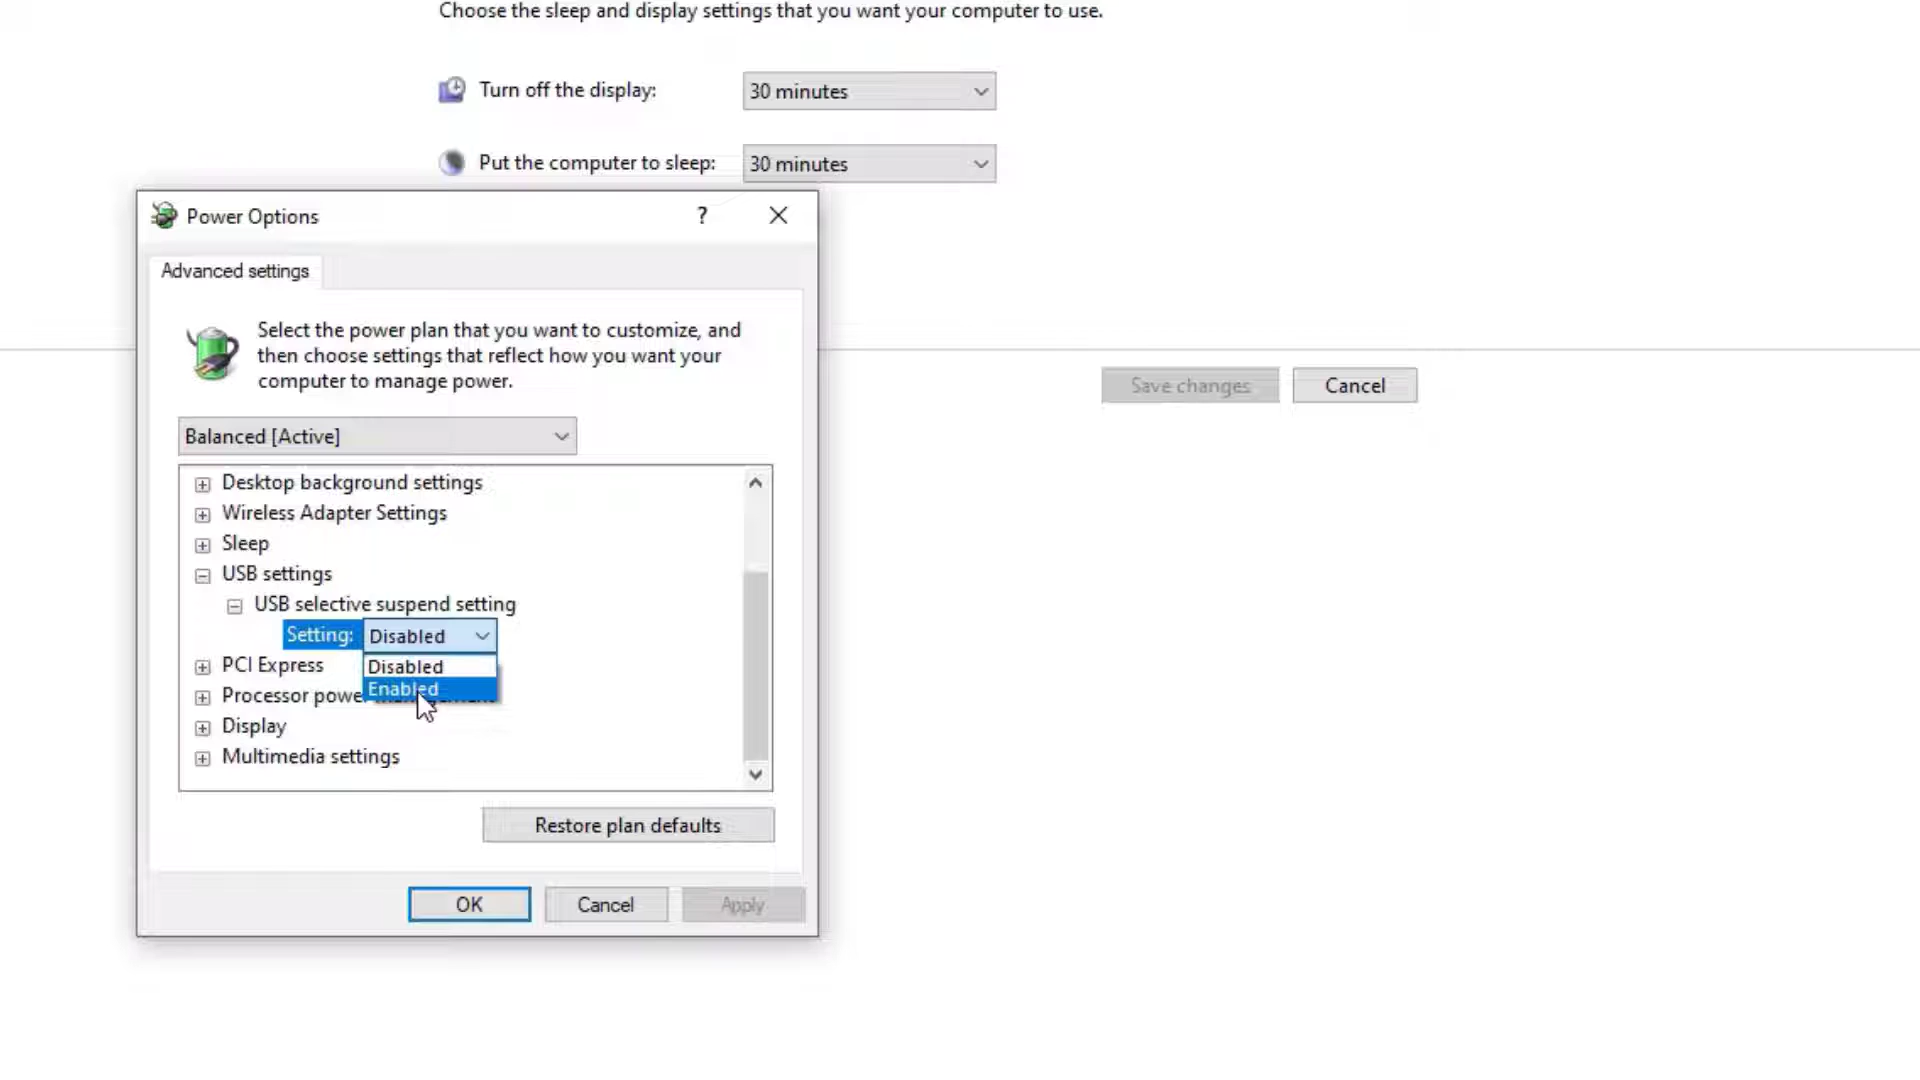 Choose the sleep and display settings that you want your computer to use.
Turn off the display: 30 minutes
Put the computer to sleep: 30 minutes
Power Options ?
Advanced settings
Select the power plan that you want to customize, and
then choose settings that reflect how you want your
computer to manage power.
Save changes Cancel
Balanced [Active]
Desktop background settings
Wireless Adapter Settings
Sleep
USB settings
USB selective suspend setting
Setting: Disabled
PCI Express Disabled
Enabled
Processor
Display
Multimedia settings
Restore plan defaults
OK Cancel Apply